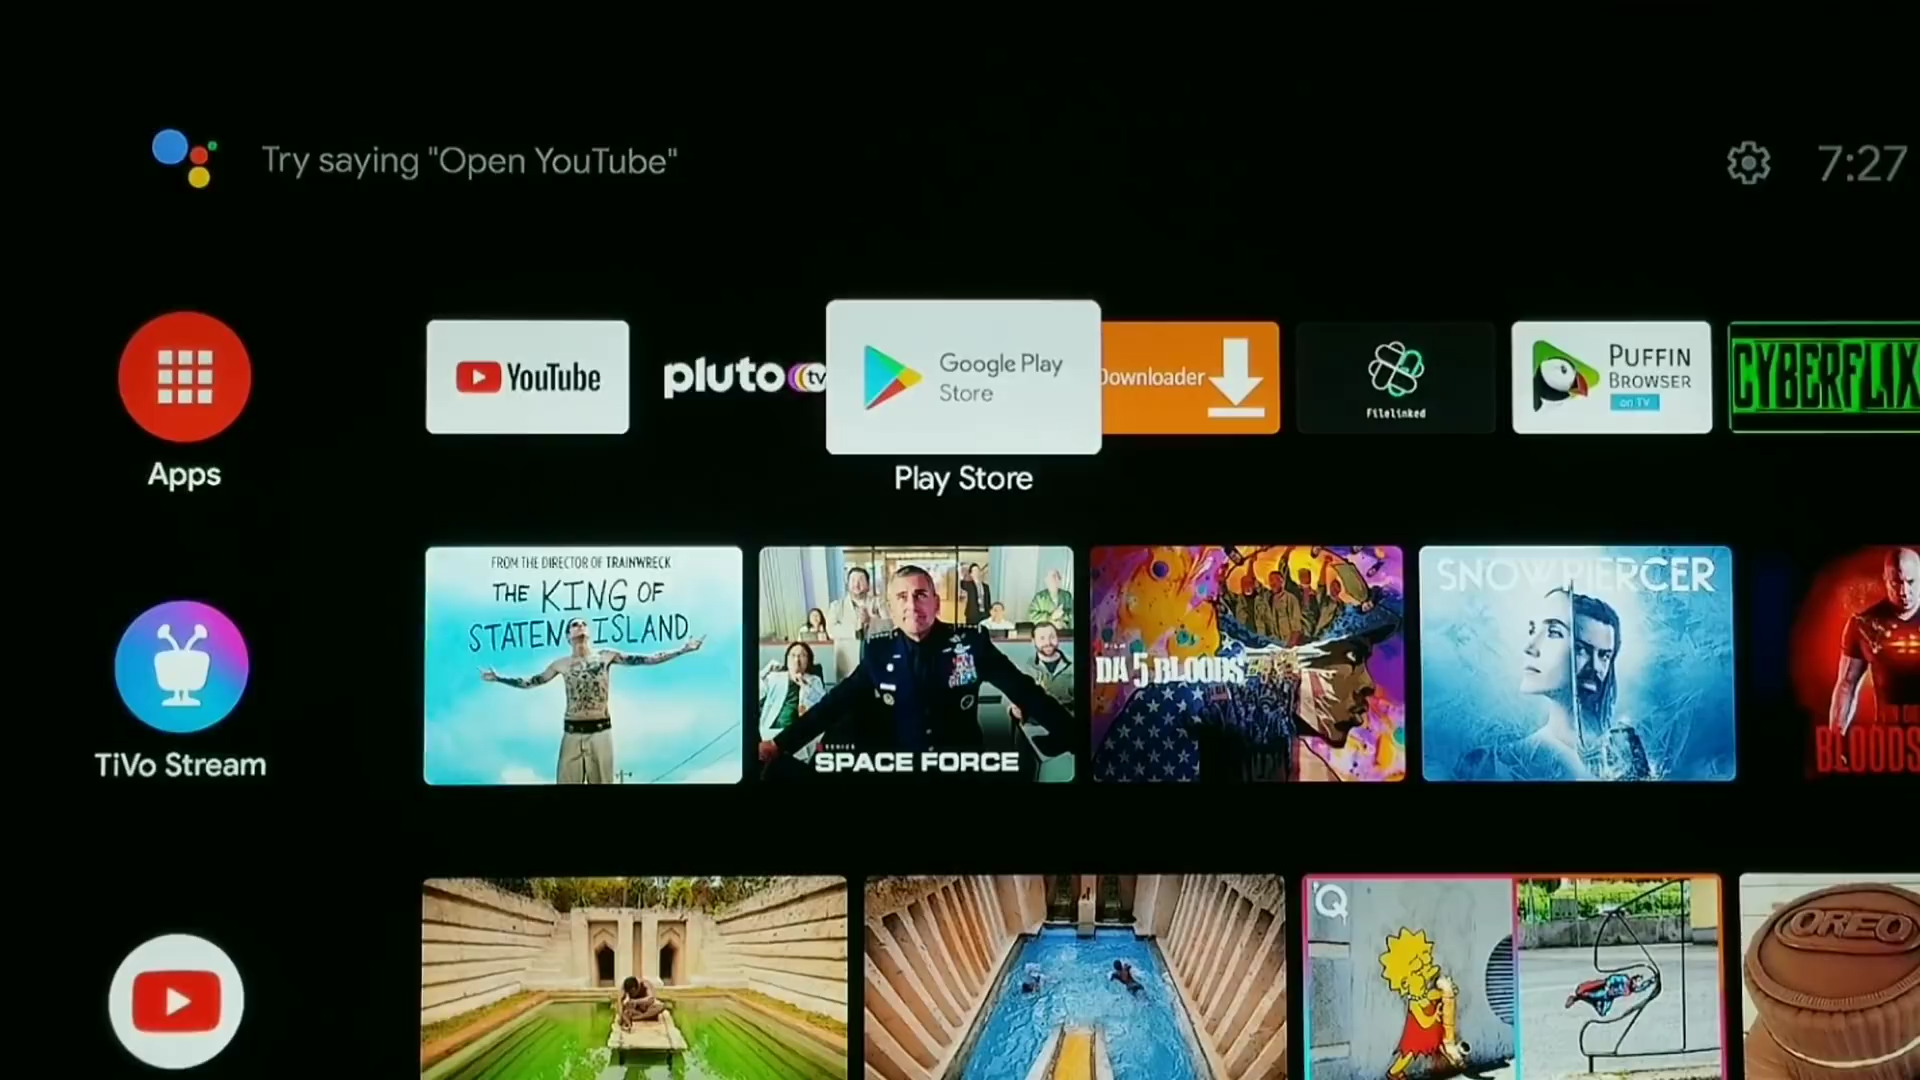 Try saying "Open YouTube"
7:27
Apps
YouTube
pluto tv
Google Play
Store
Play Store
Downloader
Filelinked
PUFFIN
BROWSER
on TV
CYBERFLIX
TiVo Stream
FROM THE DIRECTOR OF TRAINWRECK
THE KING OF
STATEN ISLAND
SERIES
SPACE FORCE
FILM
DA 5 BLOODS
SNOWPIERCER
BLOODS
Q
OREO